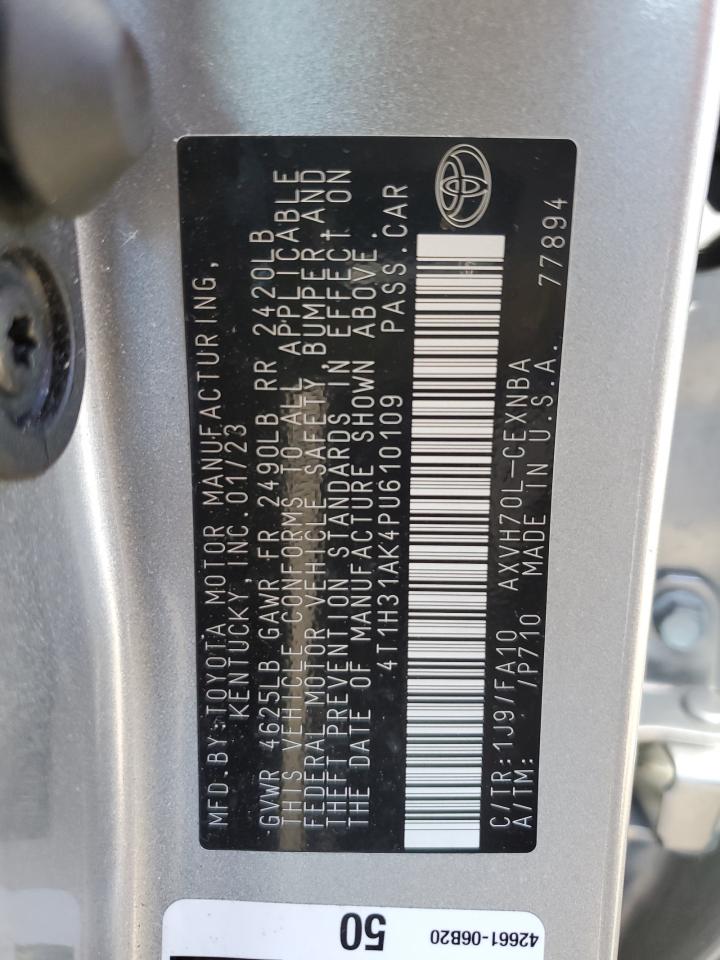 MFD.BY:TOYOTA MOTOR MANUFACTURING,
KENTUCKY, INC.01/23
GVWR 4625LB GAWR FR 2490LB RR 2420LB
THIS VEHICLE CONFORMS TO ALL APPLICABLE
FEDERAL MOTOR VEHICLE SAFETY, BUMPER,AND
THEFT PREVENTION STANDARDS IN EFFECT ON
THE DATE OF MANUFACTURE SHOWN ABOVE.
4T1H31AK4PU610109 PASS.CAR
C/TR:1J9/FA10 AXVH70L-CEXNBA
A/TM: /P710 MADE IN U.S.A. 77894
50
42661-06B20